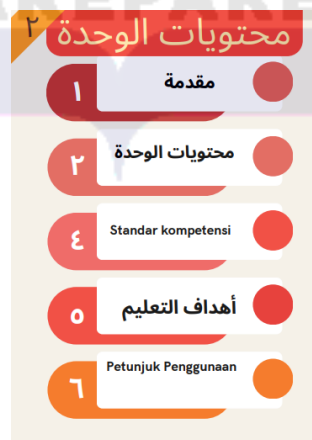 محتويات الوحدة
٢
مقدمة
١
محتويات الوحدة
٢
Standar kompetensi
٤
أهداف التعليم
٥
Petunjuk Penggunaan
٦